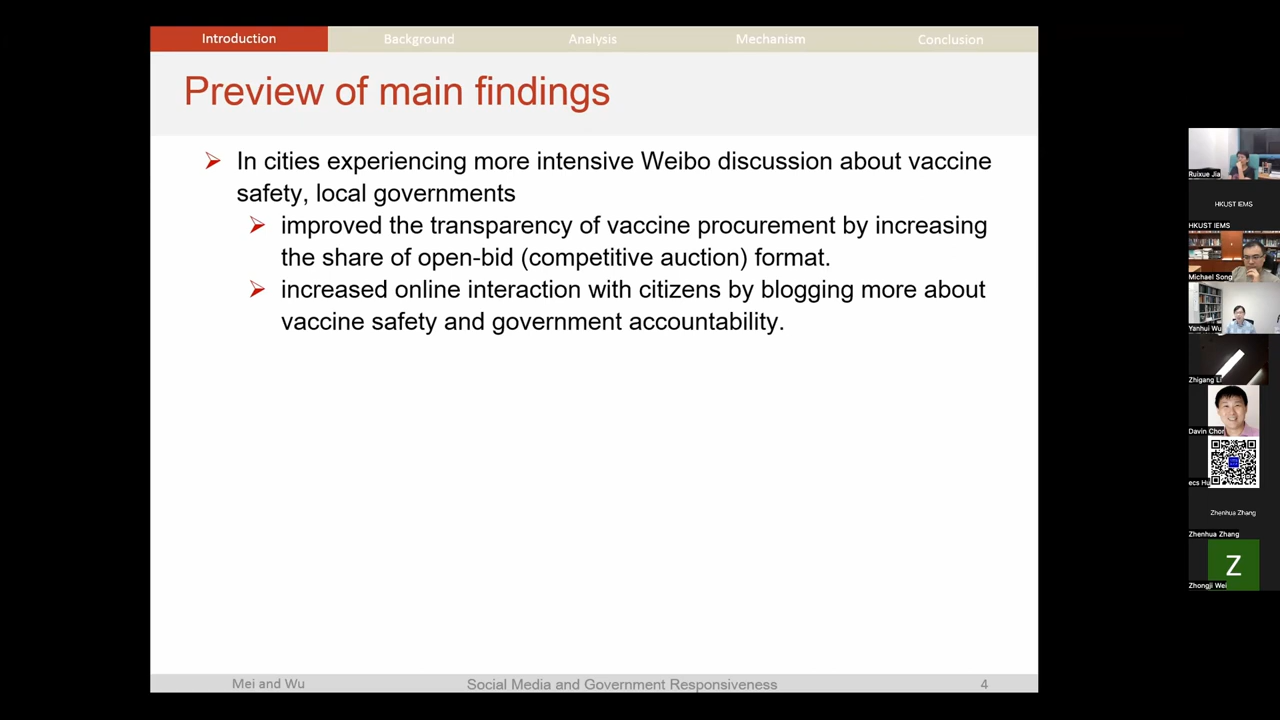 Introduction
Background
Analysis
Mechanism
Conclusion
Preview of main findings
In cities experiencing more intensive Weibo discussion about vaccine
safety, local governments
improved the transparency of vaccine procurement by increasing
the share of open-bid (competitive auction) format.
increased online interaction with citizens by blogging more about
vaccine safety and government accountability.
Mei and Wu
Social Media and Government Responsiveness
4
Ruixue Jia
HKUST IEMS
HKUST IEMS
Michael Song
Yanhui Wu
Zhigang Li
Davin Chor
ecs Hu
Zhenhua Zhang
Zhenhua Zhang
Z
Zhongji Wei